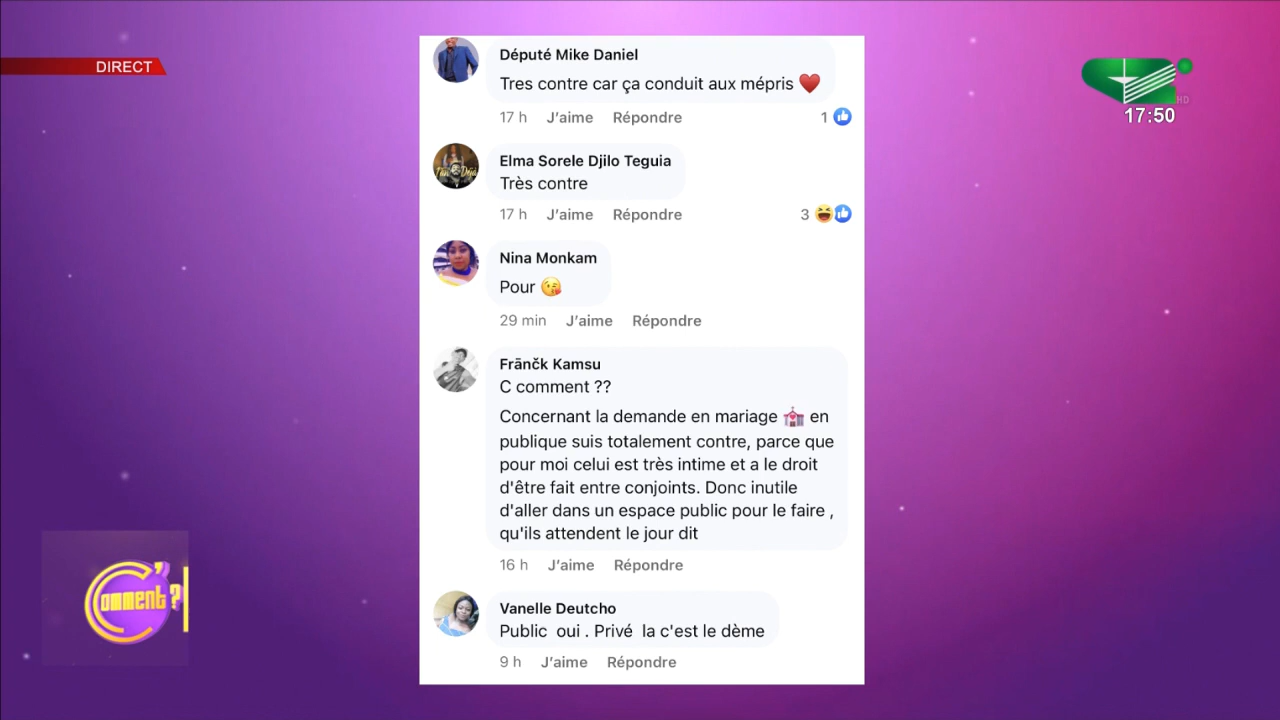 DIRECT
HD
17:50
Député Mike Daniel
Tres contre car ça conduit aux mépris ❤️
17 h J'aime Répondre 1
Elma Sorele Djilo Teguia
Très contre
17 h J'aime Répondre 3
Nina Monkam
Pour 😘
29 min J'aime Répondre
Frānčk Kamsu
C comment ??
Concernant la demande en mariage 💒 en
publique suis totalement contre, parce que
pour moi celui est très intime et a le droit
d'être fait entre conjoints. Donc inutile
d'aller dans un espace public pour le faire ,
qu'ils attendent le jour dit
16 h J'aime Répondre
Vanelle Deutcho
Public oui . Privé la c'est le dème
9 h J'aime Répondre
C'Omment ?